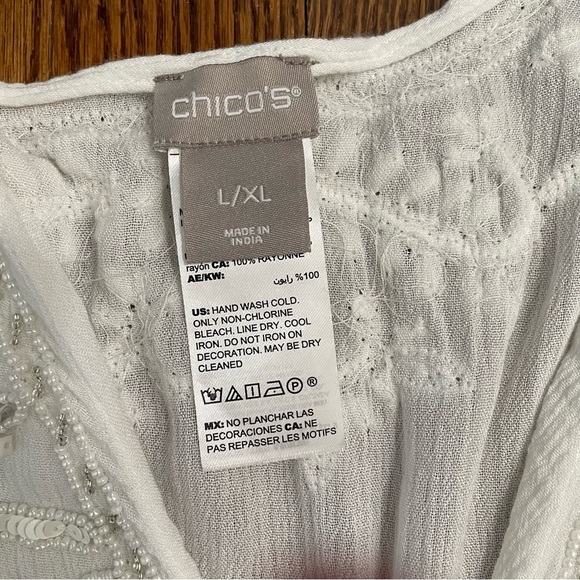 chico's®
L/XL
MADE IN
INDIA
rayón CA: 100% RAYONNE
AE/KW: 100% رايون
US: HAND WASH COLD.
ONLY NON-CHLORINE
BLEACH. LINE DRY. COOL
IRON. DO NOT IRON ON
DECORATION. MAY BE DRY
CLEANED
P ®
MX: NO PLANCHAR LAS
DECORACIONES CA: NE
PAS REPASSER LES MOTIFS